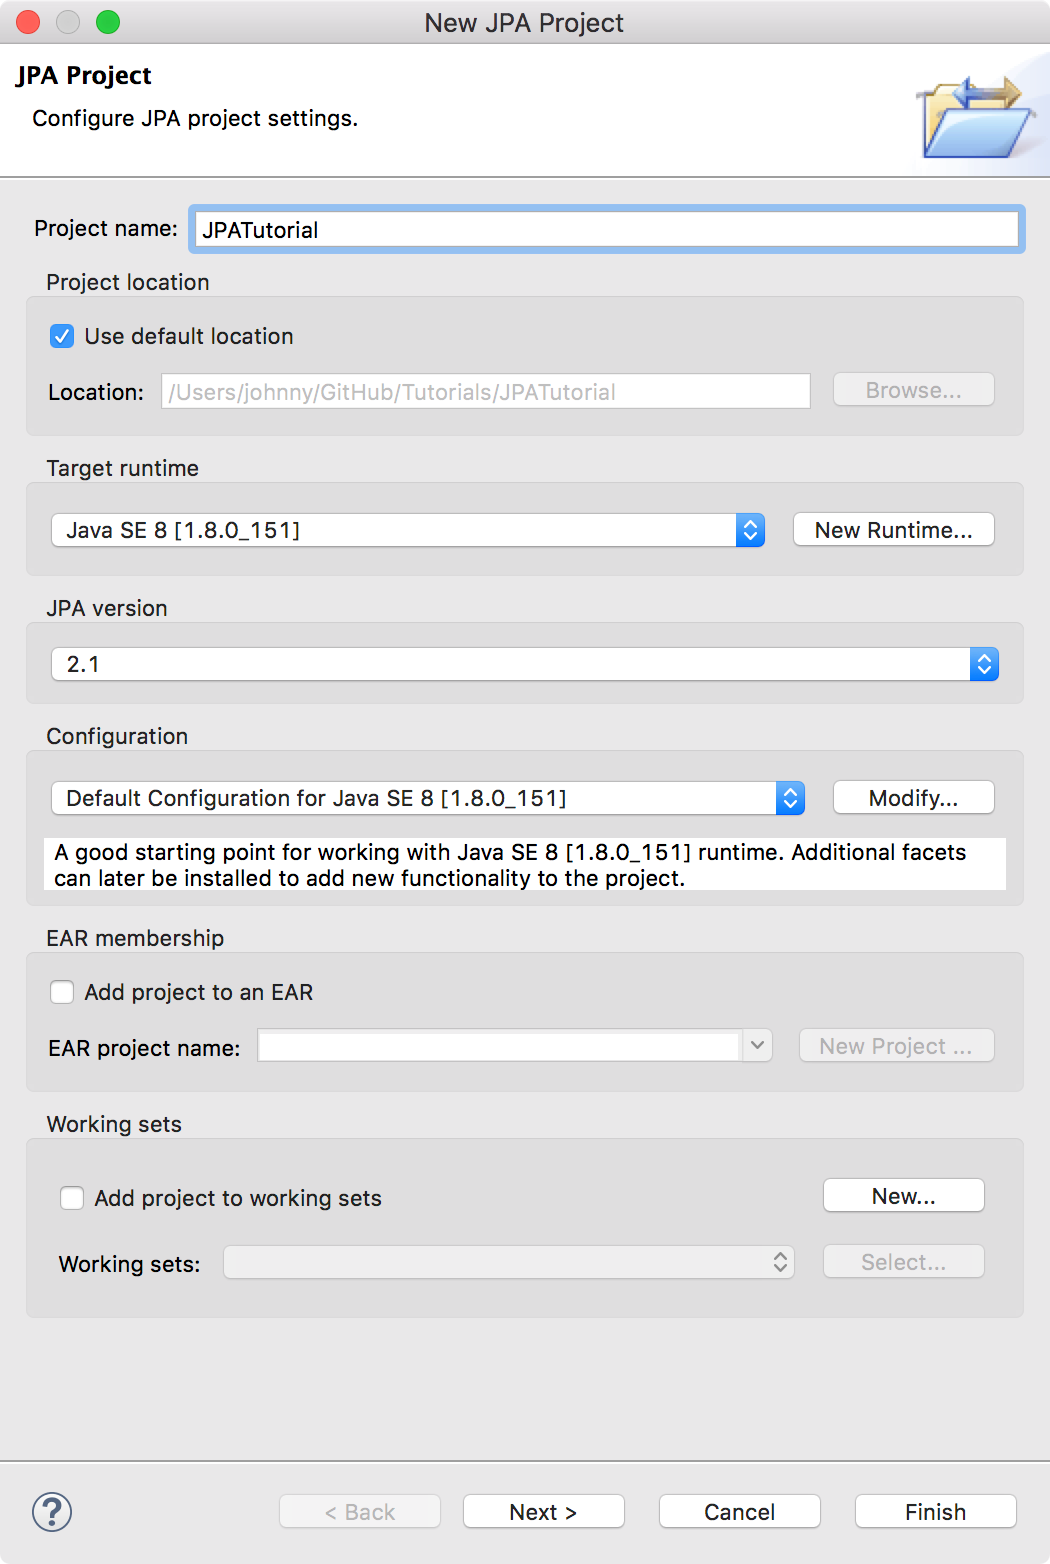 New JPA Project
JPA Project
Configure JPA project settings.
Project name: JPATutorial
Project location
Use default location
Location: /Users/johnny/GitHub/Tutorials/JPATutorial Browse...
Target runtime
Java SE 8 [1.8.0_151] New Runtime...
JPA version
2.1
Configuration
Default Configuration for Java SE 8 [1.8.0_151] Modify...
A good starting point for working with Java SE 8 [1.8.0_151] runtime. Additional facets
can later be installed to add new functionality to the project.
EAR membership
Add project to an EAR
EAR project name: New Project ...
Working sets
Add project to working sets New...
Working sets: Select...
? < Back Next > Cancel Finish